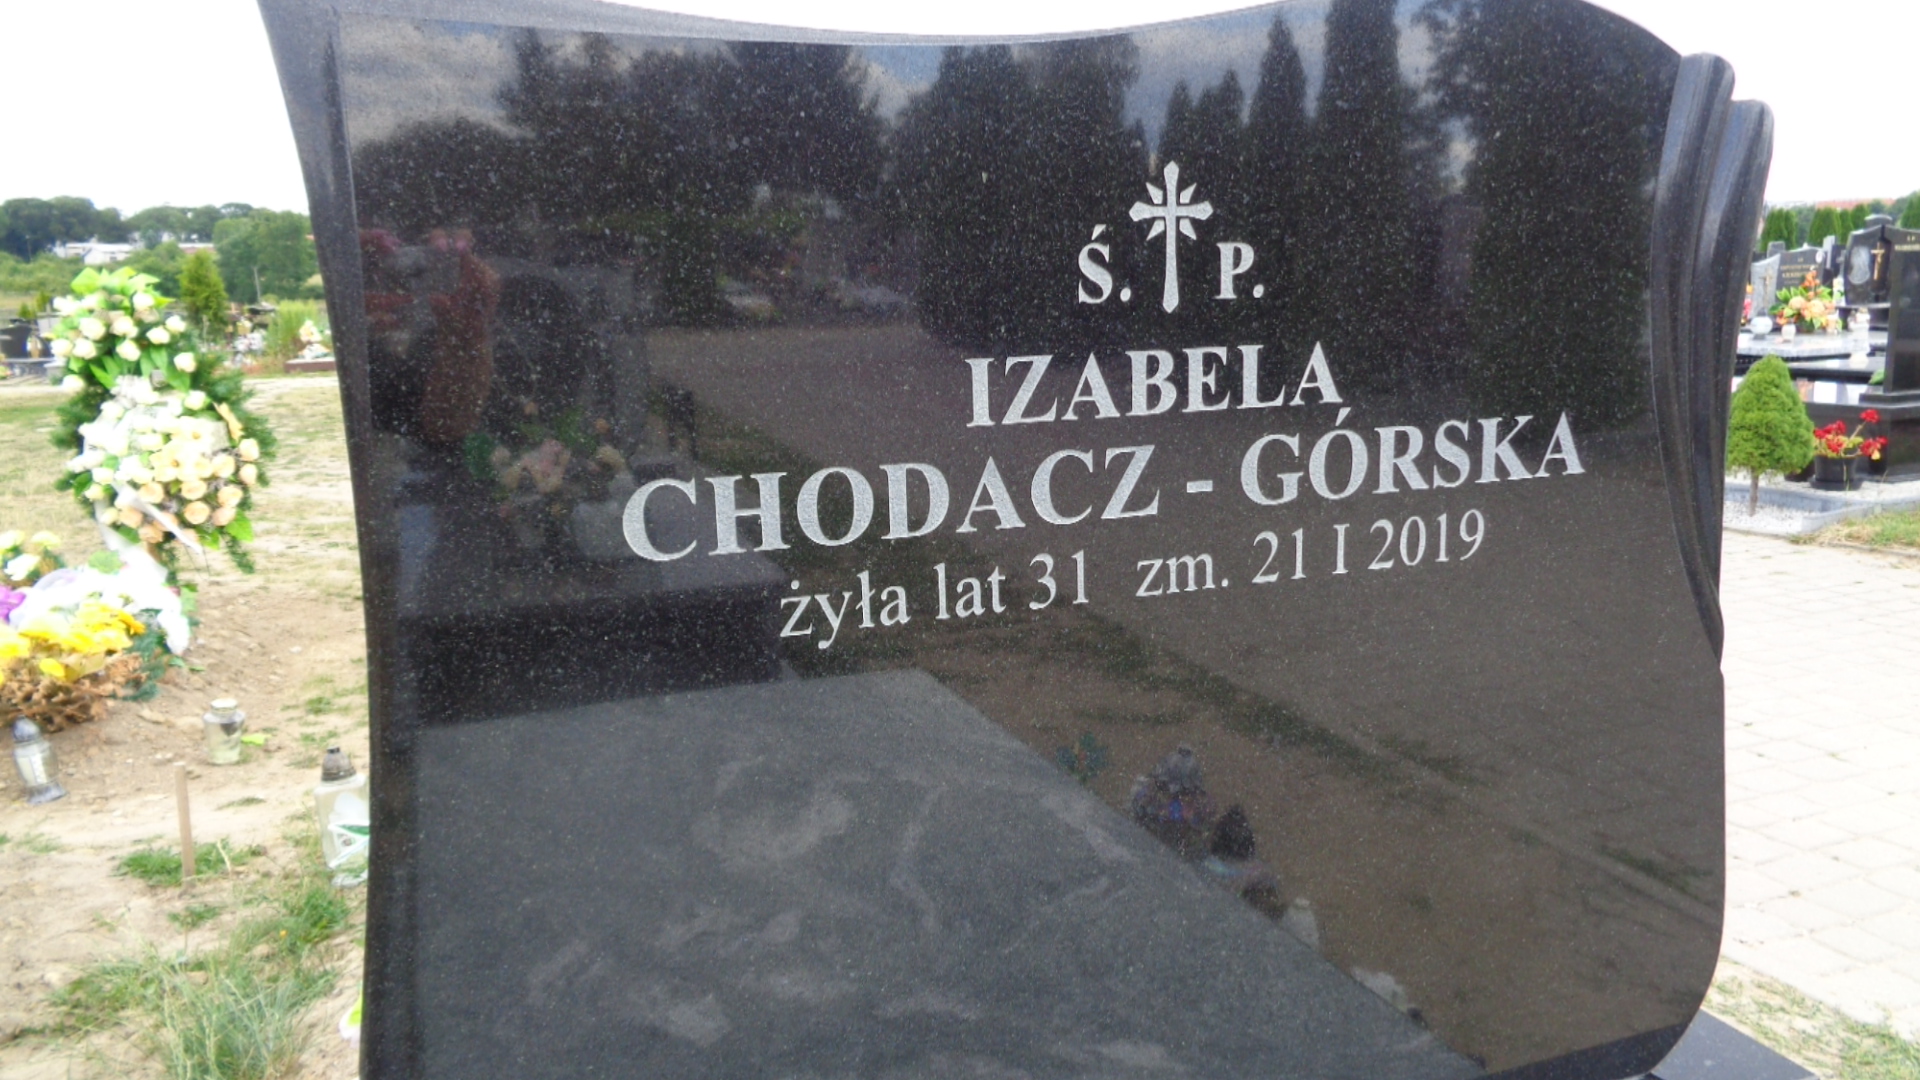 Ś. P.
IZABELA
CHODACZ - GÓRSKA
żyła lat 31 zm. 21 I 2019